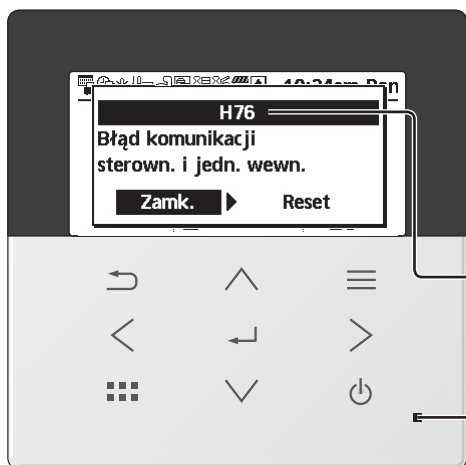 H76
Błąd komunikacji
sterown. i jedn. wewn.
Zamk. Reset